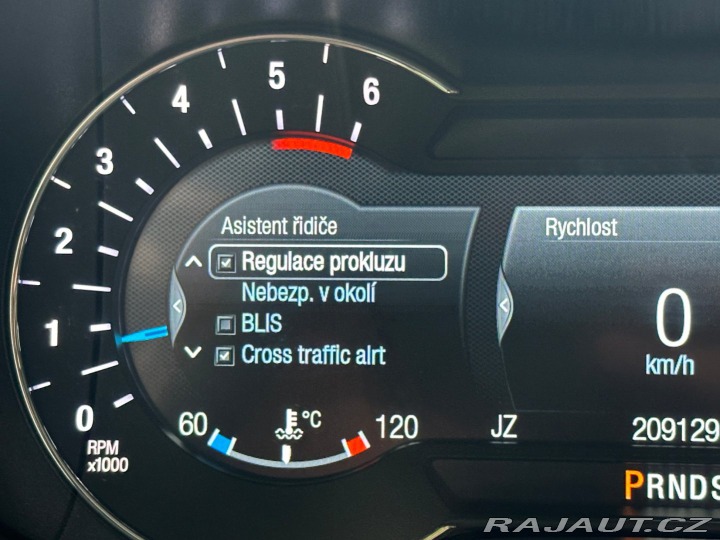 0
1
2
3
4
5
6
RPM
x1000
Asistent řidiče
Regulace prokluzu
Nebezp. v okolí
BLIS
Cross traffic alrt
60
°C
120
Rychlost
0
km/h
JZ
209129
PRNDS
RAJAUT.CZ